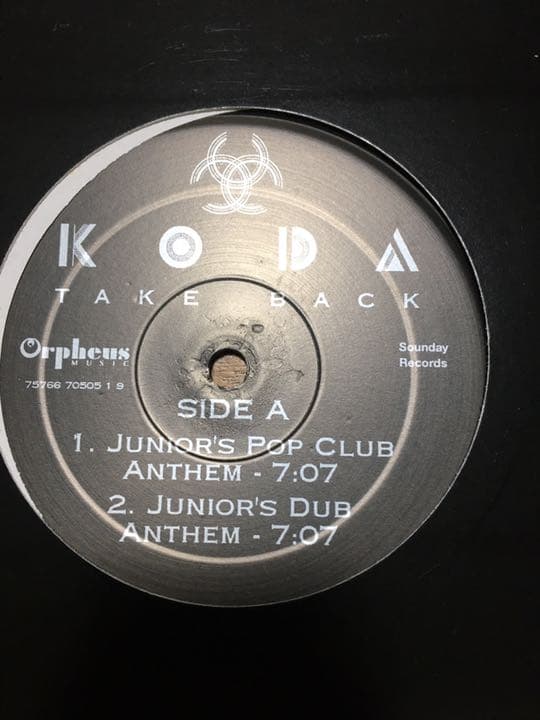 KODA
TAKE BACK
Orpheus
MUSIC
75766 70505 1 9
Sounday
Records
SIDE A
1. JUNIOR'S POP CLUB
ANTHEM - 7:07
2. JUNIOR'S DUB
ANTHEM - 7:07